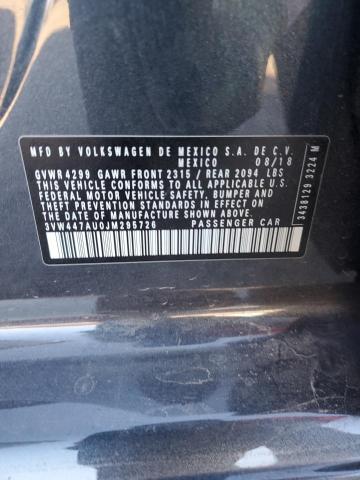 MFD BY VOLKSWAGEN DE MEXICO S.A. DE C.V.
MEXICO 08/18
GVWR4299 GAWR FRONT 2315 / REAR 2094 LBS
THIS VEHICLE CONFORMS TO ALL APPLICABLE U.S.
FEDERAL MOTOR VEHICLE SAFETY, BUMPER AND
THEFT PREVENTION STANDARDS IN EFFECT ON THE
DATE OF MANUFACTURE SHOWN ABOVE.
3VW447AU0JM295726 PASSENGER CAR
3438129 3224 M